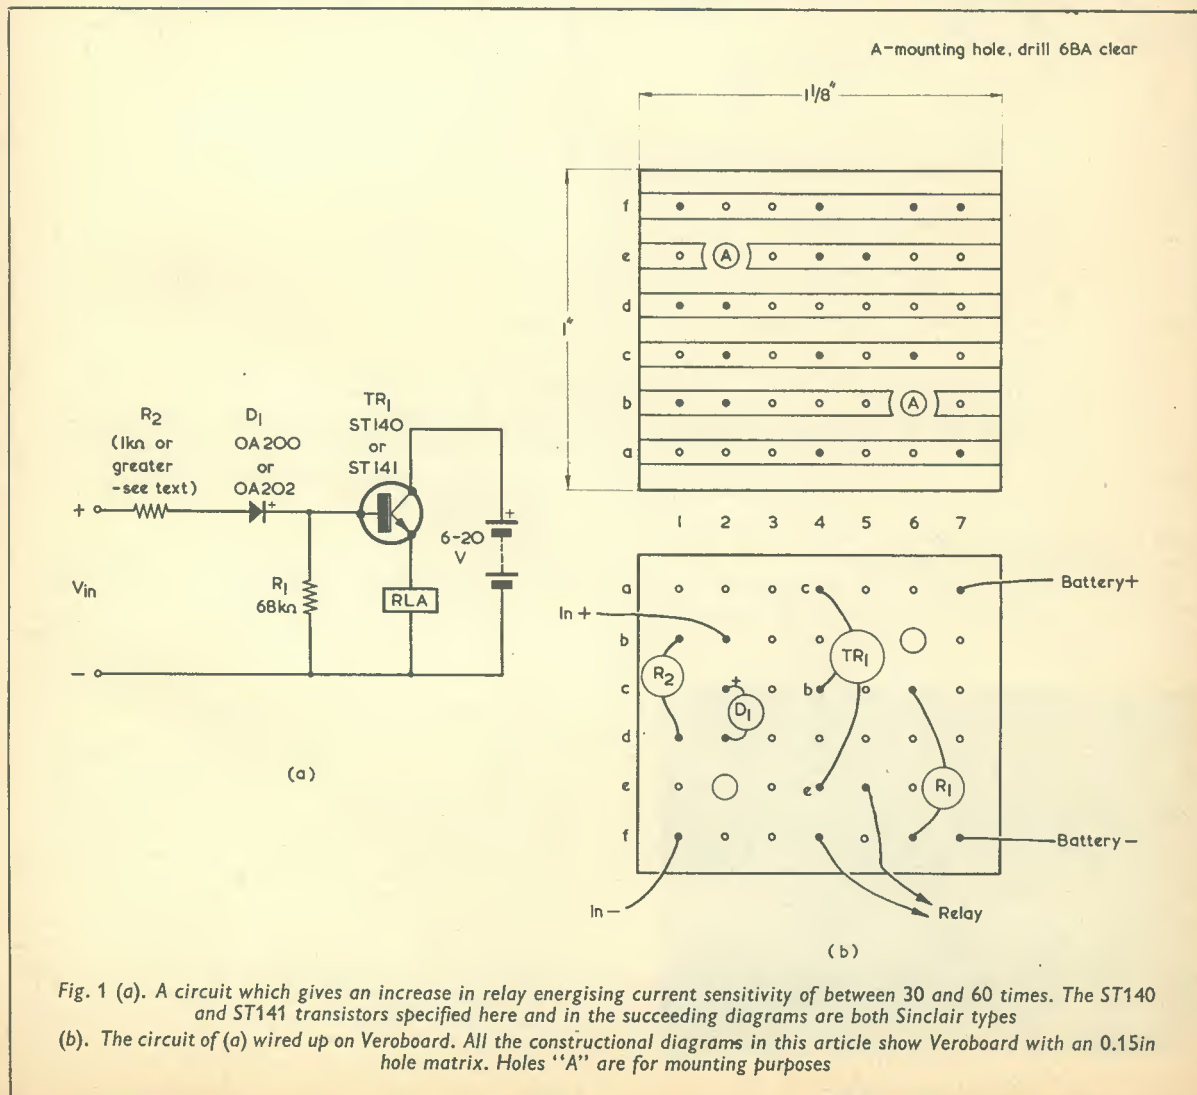 A-mounting hole, drill 6BA clear
1 1/8"
1"
f
e
A
d
c
b
A
a
1 2 3 4 5 6 7
R2
(1kΩ or
greater
-see text)
D1
OA200
or
OA202
TR1
ST140
or
ST141
+
+
6-20
V
Vin
R1
68kΩ
RLA
-
(a)
a
c
Battery+
In +
b
TR1
R2
c
+
b
D1
d
e
e
R1
f
Battery-
In-
Relay
(b)
Fig. 1 (a). A circuit which gives an increase in relay energising current sensitivity of between 30 and 60 times. The ST140
and ST141 transistors specified here and in the succeeding diagrams are both Sinclair types
(b). The circuit of (a) wired up on Veroboard. All the constructional diagrams in this article show Veroboard with an 0.15in
hole matrix. Holes "A" are for mounting purposes